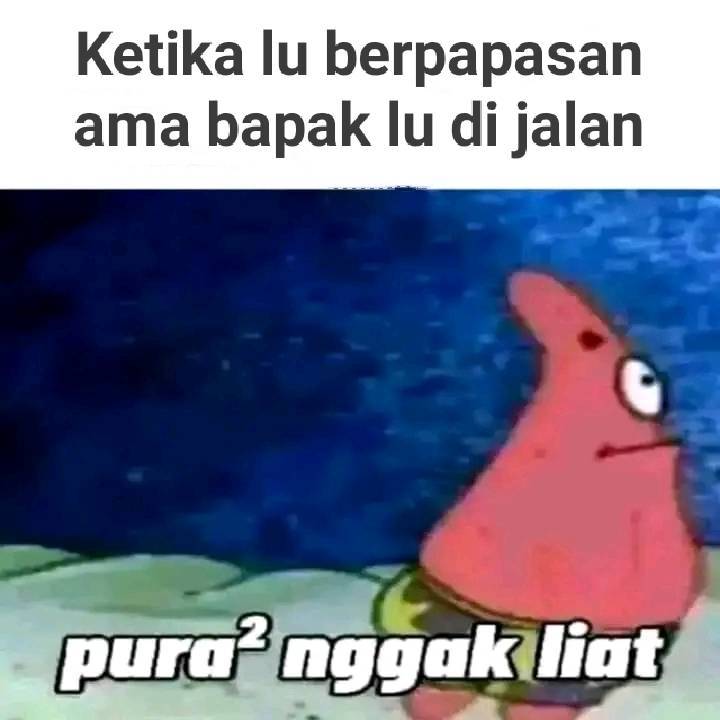 Ketika lu berpapasan
ama bapak lu di jalan
pura² nggak liat